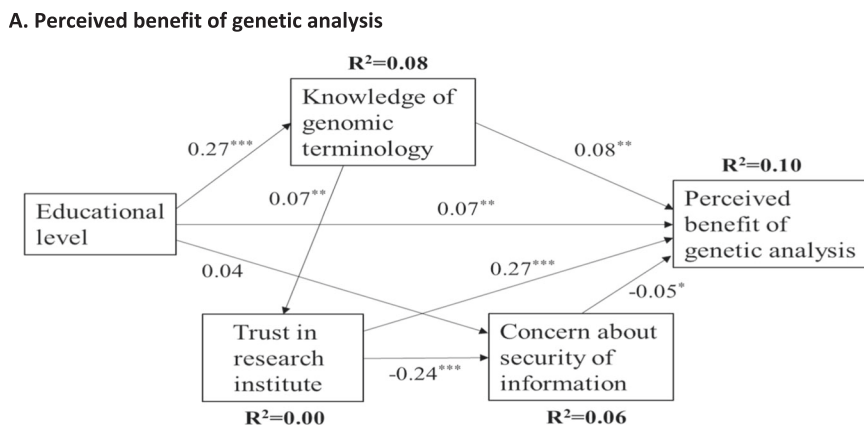 A. Perceived benefit of genetic analysis
R²=0.08
Knowledge of
genomic
terminology
0.27***
0.08**
R²=0.10
0.07**
0.07**
Educational
level
Perceived
benefit of
genetic analysis
0.04
0.27***
-0.05*
Trust in
research
institute
-0.24***
Concern about
security of
information
R²=0.00
R²=0.06